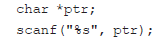 char *ptr;
scanf("%s", ptr);